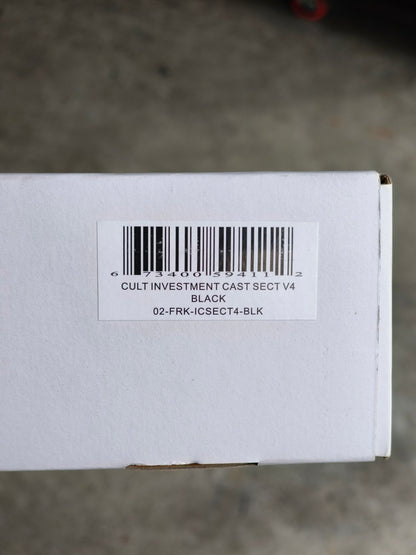 6 73400 59411 2
CULT INVESTMENT CAST SECT V4
BLACK
02-FRK-ICSECT4-BLK